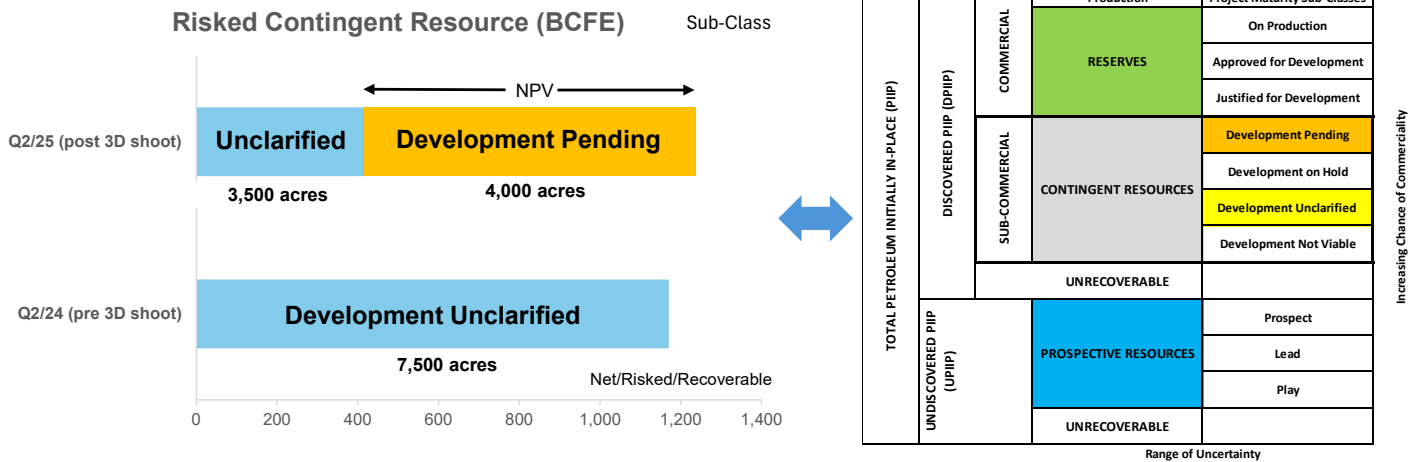 Risked Contingent Resource (BCFE)
Sub-Class
NPV
Q2/25 (post 3D shoot)
Unclarified
Development Pending
3,500 acres
4,000 acres
Q2/24 (pre 3D shoot)
Development Unclarified
7,500 acres
Net/Risked/Recoverable
0
200
400
600
800
1,000
1,200
1,400
Production
Project Maturity Sub-Classes
TOTAL PETROLEUM INITIALLY IN-PLACE (PIIP)
DISCOVERED PIIP (DPIIP)
COMMERCIAL
RESERVES
On Production
Approved for Development
Justified for Development
SUB-COMMERCIAL
CONTINGENT RESOURCES
Development Pending
Development on Hold
Development Unclarified
Development Not Viable
UNRECOVERABLE
UNDISCOVERED PIIP
(UPIIP)
PROSPECTIVE RESOURCES
Prospect
Lead
Play
UNRECOVERABLE
Range of Uncertainty
Increasing Chance of Commerciality